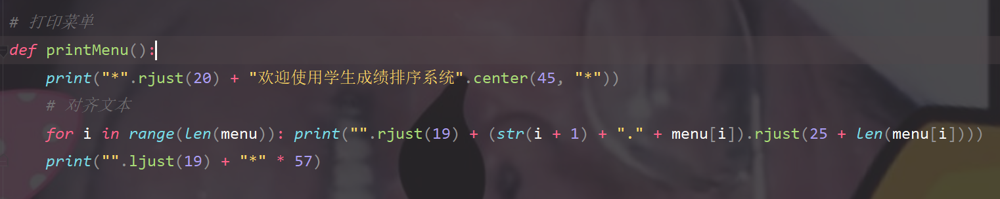 # 打印菜单
def printMenu():
    print("*".rjust(20) + "欢迎使用学生成绩排序系统".center(45, "*"))
    # 对齐文本
    for i in range(len(menu)): print("".rjust(19) + (str(i + 1) + "." + menu[i]).rjust(25 + len(menu[i])))
    print("".ljust(19) + "*" * 57)